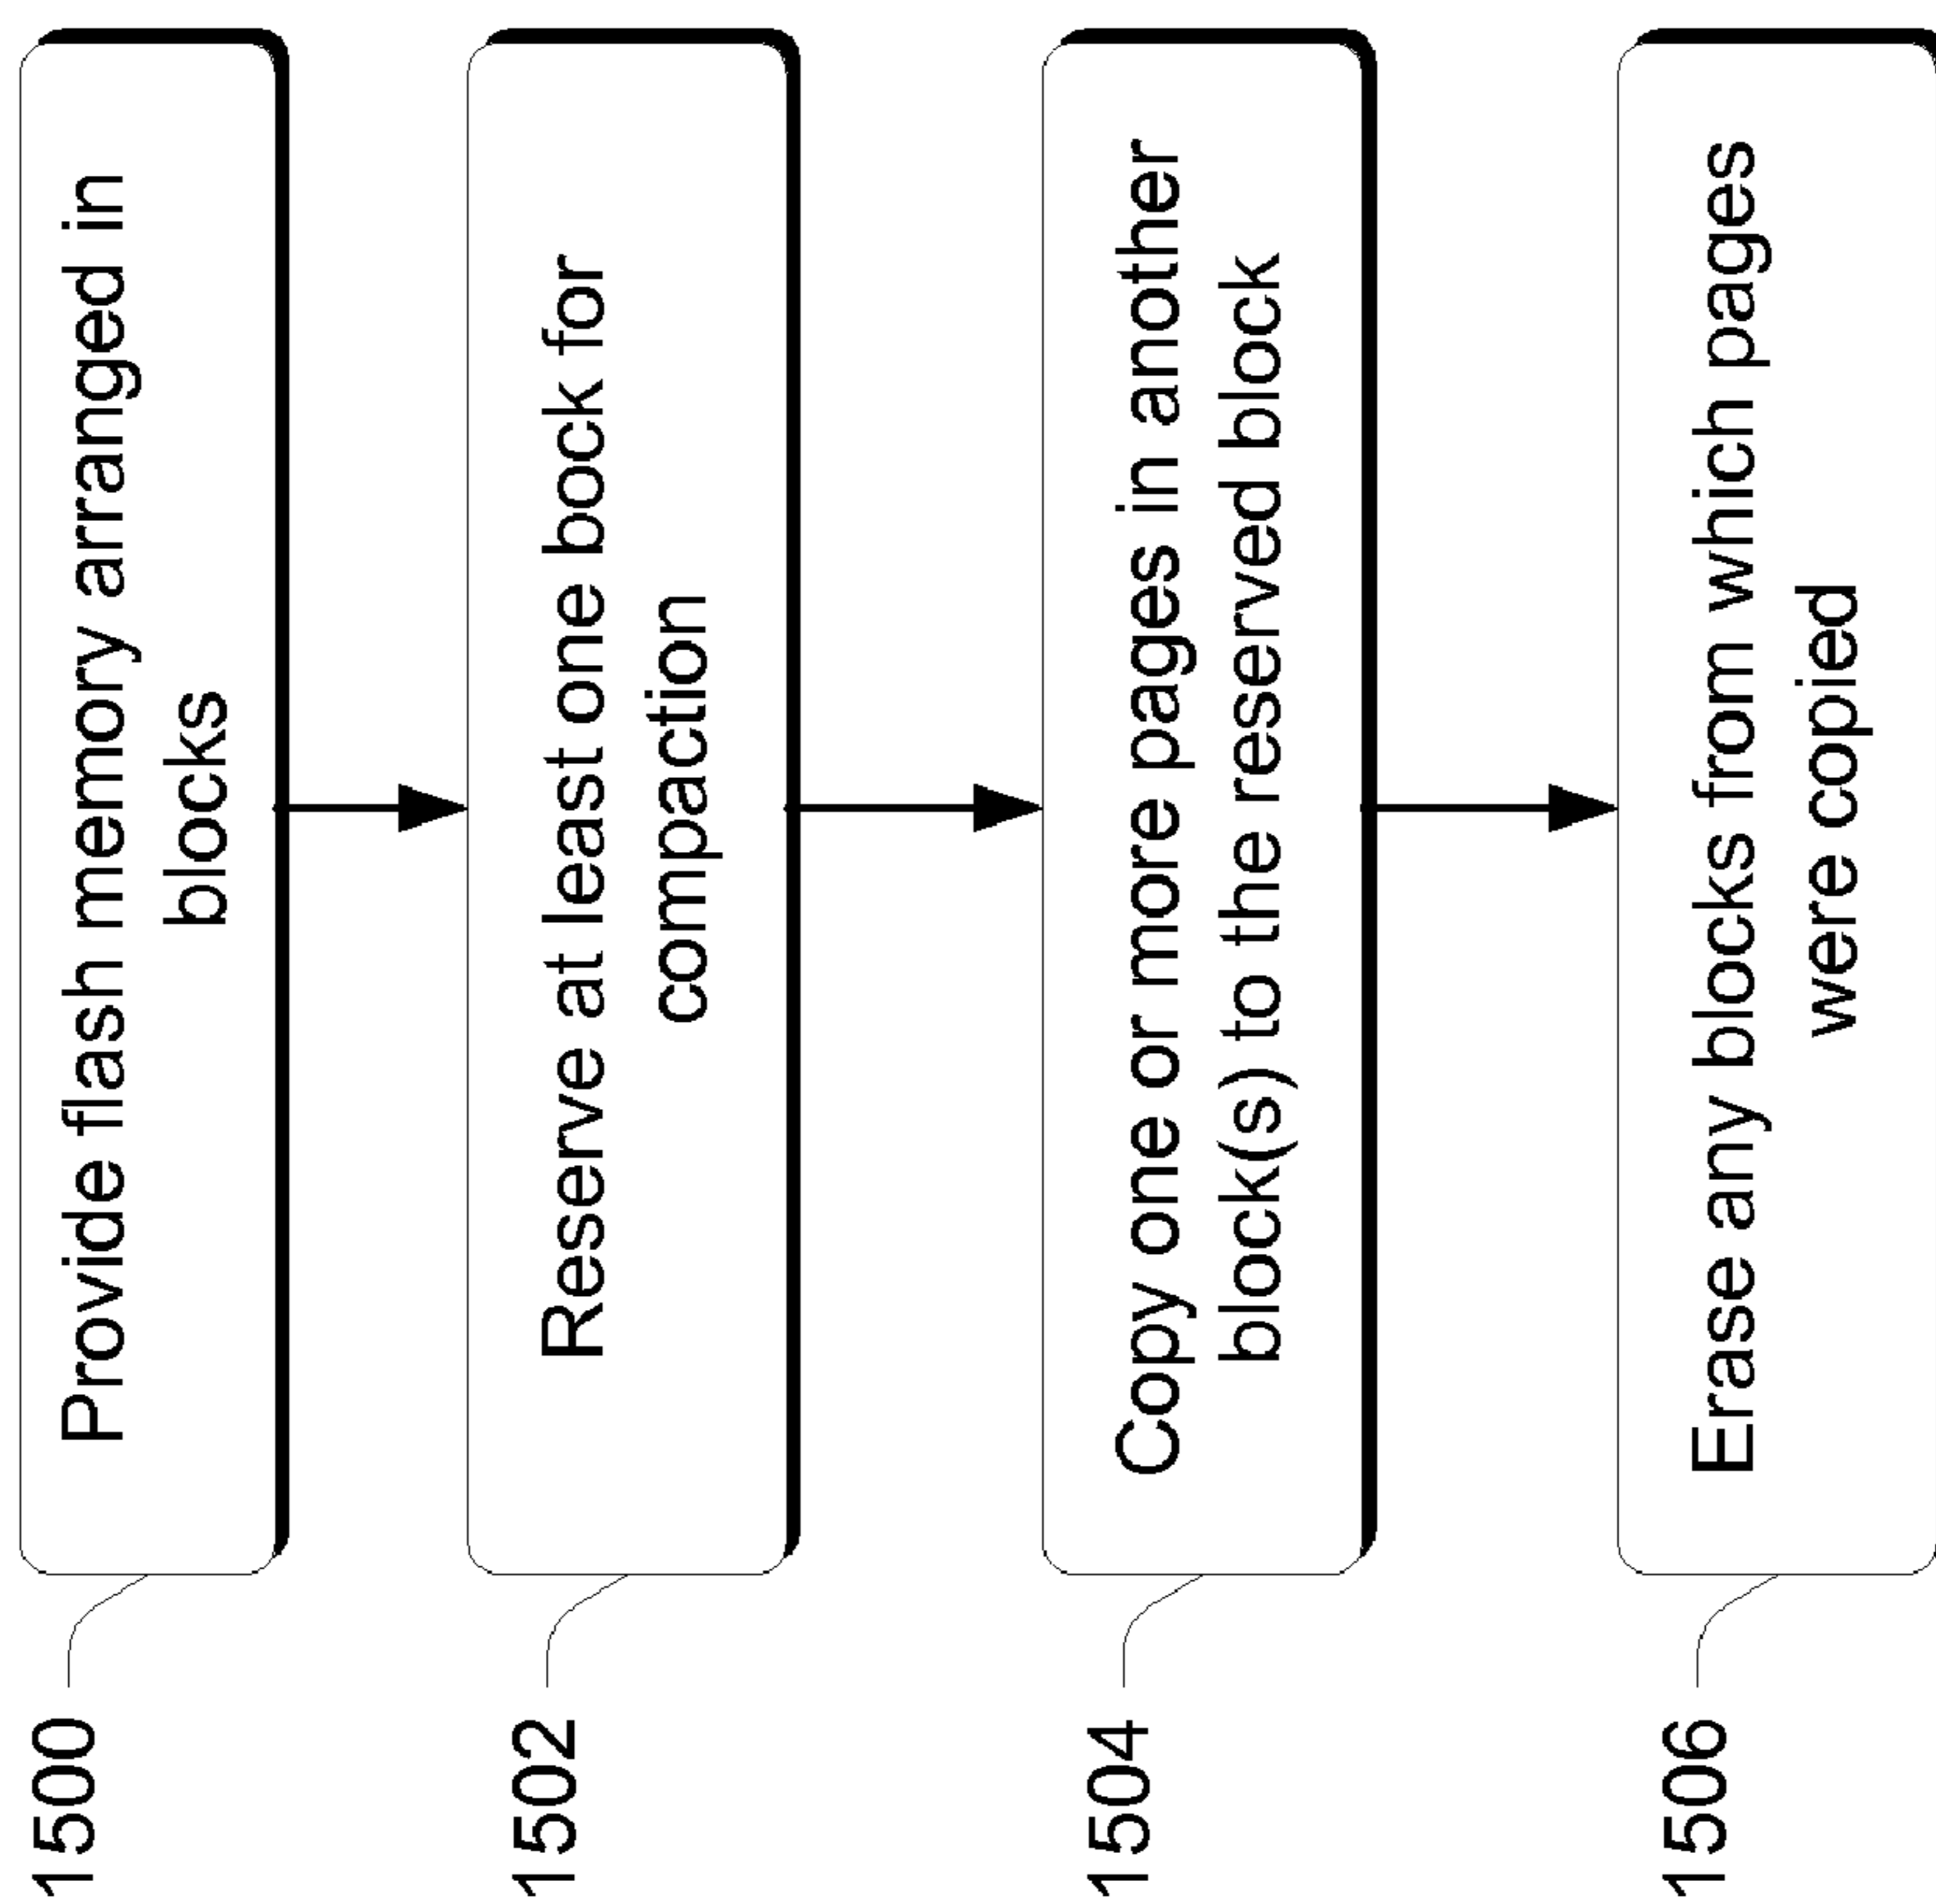 1500
Provide flash memory arranged in
blocks
1502
Reserve at least one bock for
compaction
1504
Copy one or more pages in another
block(s) to the reserved block
1506
Erase any blocks from which pages
were copied